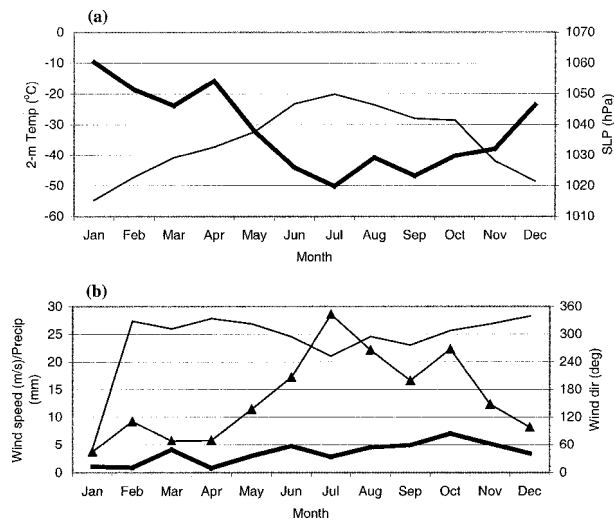 (a)
0
-10
-20
-30
-40
-50
-60
2-m Temp (°C)
1070
1060
1050
1040
1030
1020
1010
SLP (hPa)
Jan Feb Mar Apr May Jun Jul Aug Sep Oct Nov Dec
Month
(b)
30
25
20
15
10
5
0
Wind speed (m/s)/Precip
(mm)
360
300
240
180
120
60
0
Wind dir (deg)
Jan Feb Mar Apr May Jun Jul Aug Sep Oct Nov Dec
Month